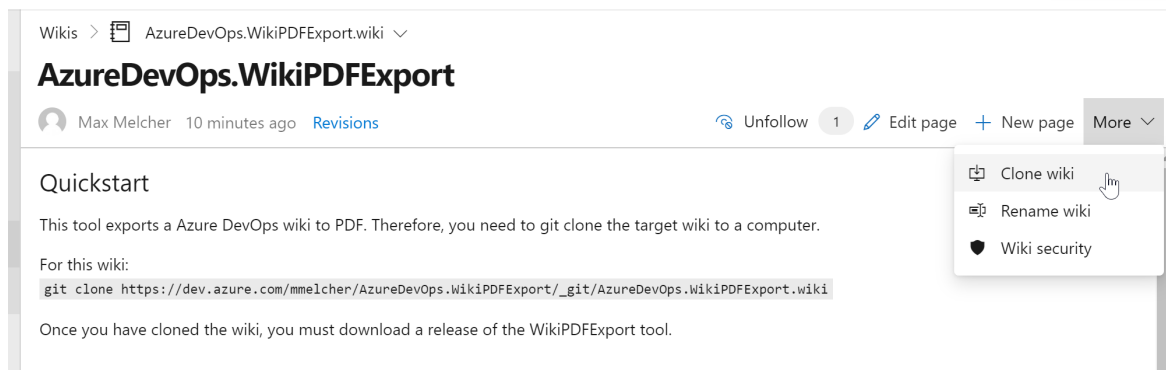 Wikis > AzureDevOps.WikiPDFExport.wiki
AzureDevOps.WikiPDFExport
Max Melcher 10 minutes ago Revisions
Unfollow 1 Edit page + New page More
Clone wiki
Rename wiki
Wiki security
Quickstart
This tool exports a Azure DevOps wiki to PDF. Therefore, you need to git clone the target wiki to a computer.
For this wiki:
git clone https://dev.azure.com/mmelcher/AzureDevOps.WikiPDFExport/_git/AzureDevOps.WikiPDFExport.wiki
Once you have cloned the wiki, you must download a release of the WikiPDFExport tool.